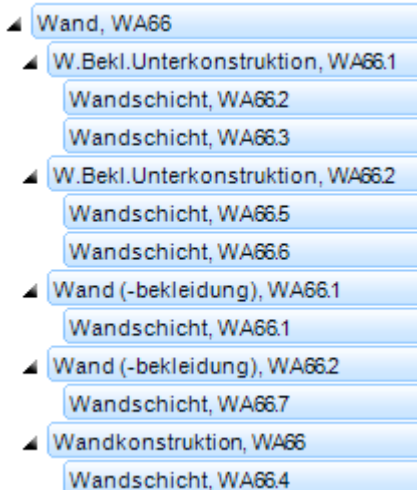 Wand, WA66
W.Bekl.Unterkonstruktion, WA66.1
Wandschicht, WA66.2
Wandschicht, WA66.3
W.Bekl.Unterkonstruktion, WA66.2
Wandschicht, WA66.5
Wandschicht, WA66.6
Wand (-bekleidung), WA66.1
Wandschicht, WA66.1
Wand (-bekleidung), WA66.2
Wandschicht, WA66.7
Wandkonstruktion, WA66
Wandschicht, WA66.4